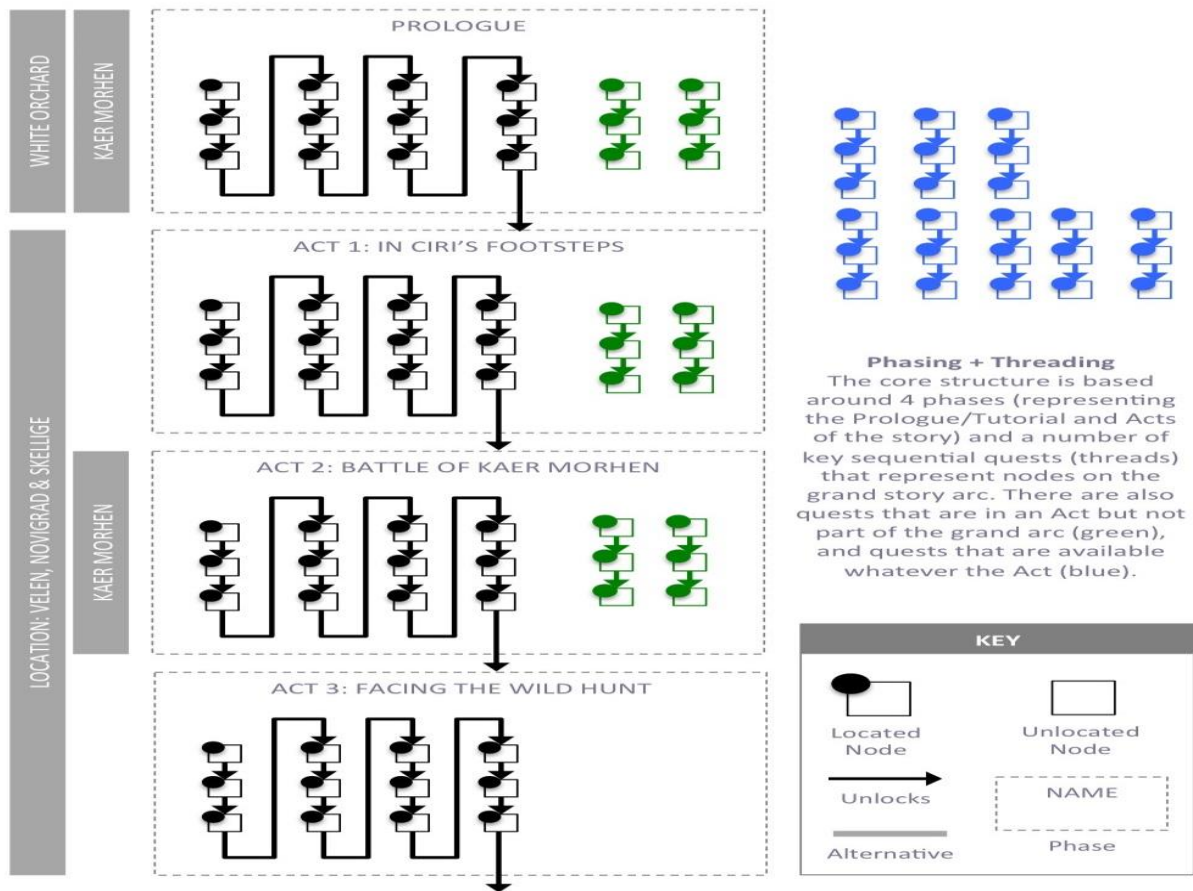 WHITE ORCHARD
KAER MORHEN
PROLOGUE
LOCATION: VELEN, NOVIGRAD & SKELLIGE
ACT 1: IN CIRI'S FOOTSTEPS
KAER MORHEN
ACT 2: BATTLE OF KAER MORHEN
ACT 3: FACING THE WILD HUNT
Phasing + Threading
The core structure is based
around 4 phases (representing
the Prologue/Tutorial and Acts
of the story) and a number of
key sequential quests (threads)
that represent nodes on the
grand story arc. There are also
quests that are in an Act but not
part of the grand arc (green),
and quests that are available
whatever the Act (blue).
KEY
Located
Node
Unlocated
Node
Unlocks
NAME
Alternative
Phase